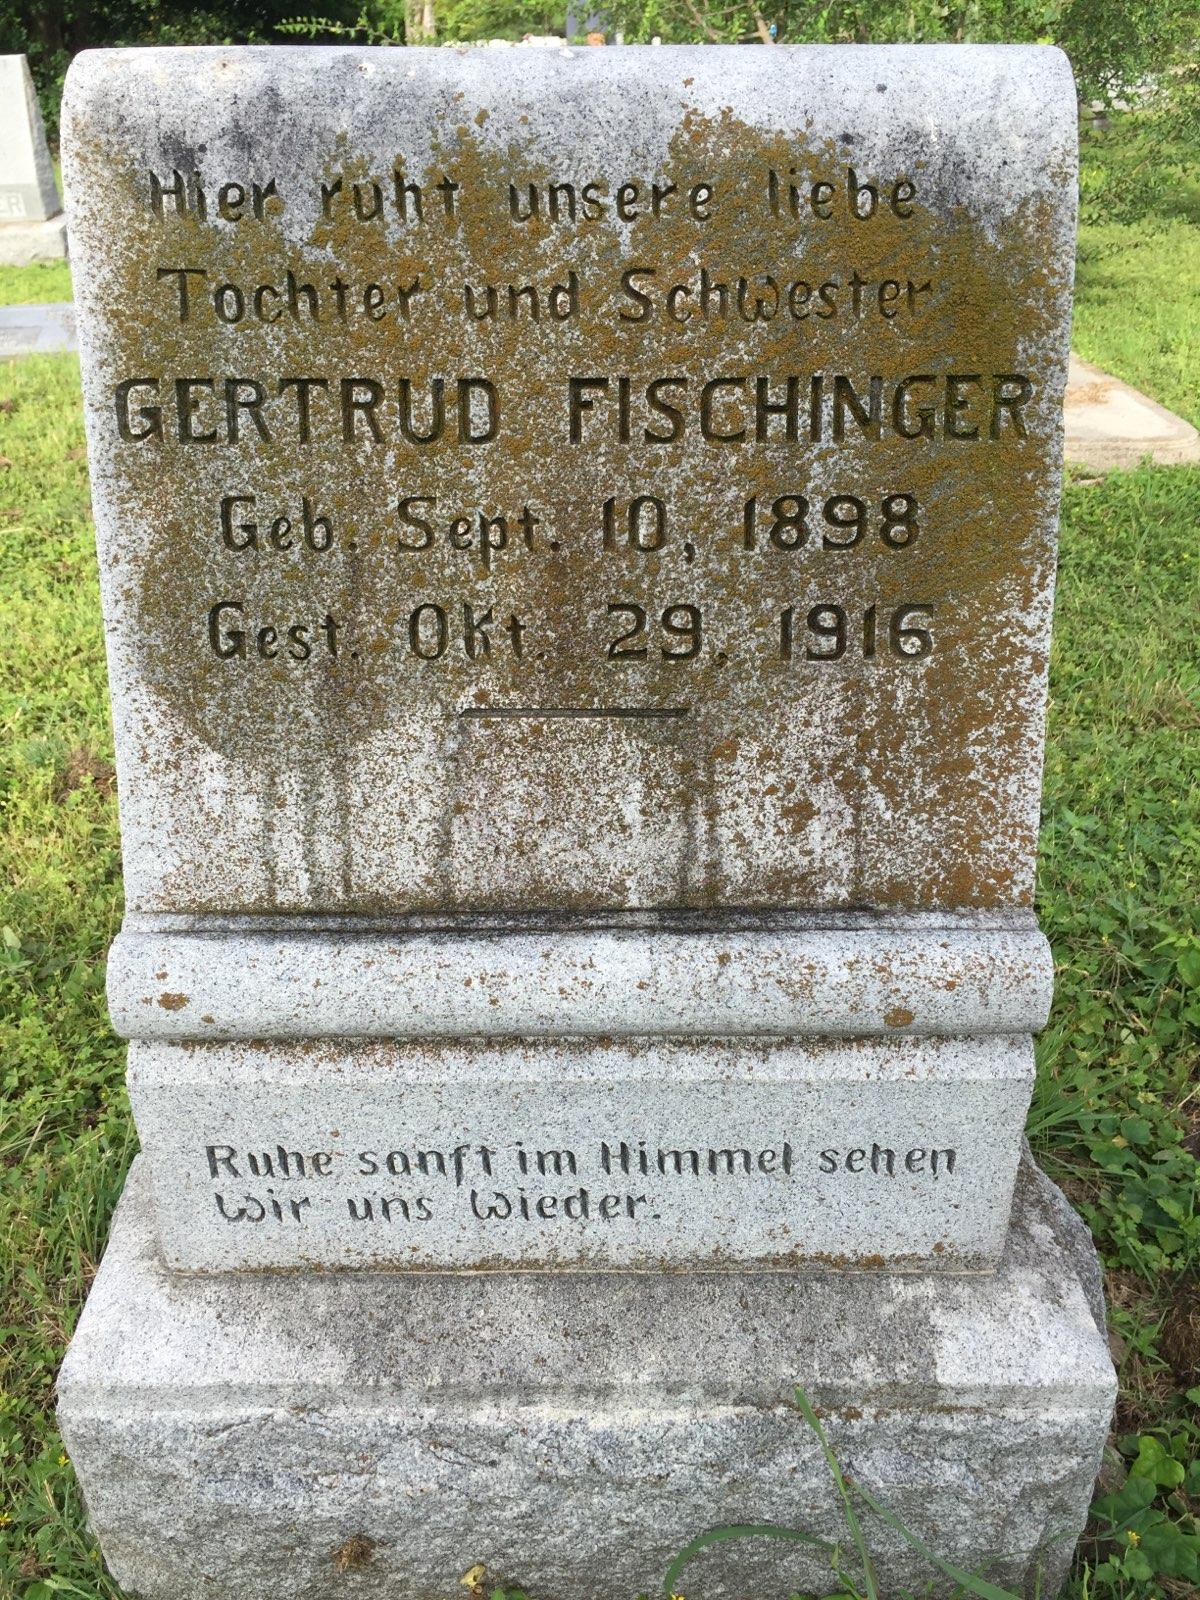 Hier ruht unsere liebe
Tochter und Schwester
GERTRUD FISCHINGER
Geb. Sept. 10, 1898
Gest. Okt. 29, 1916
Ruhe sanft im Himmel sehen
wir uns wieder.